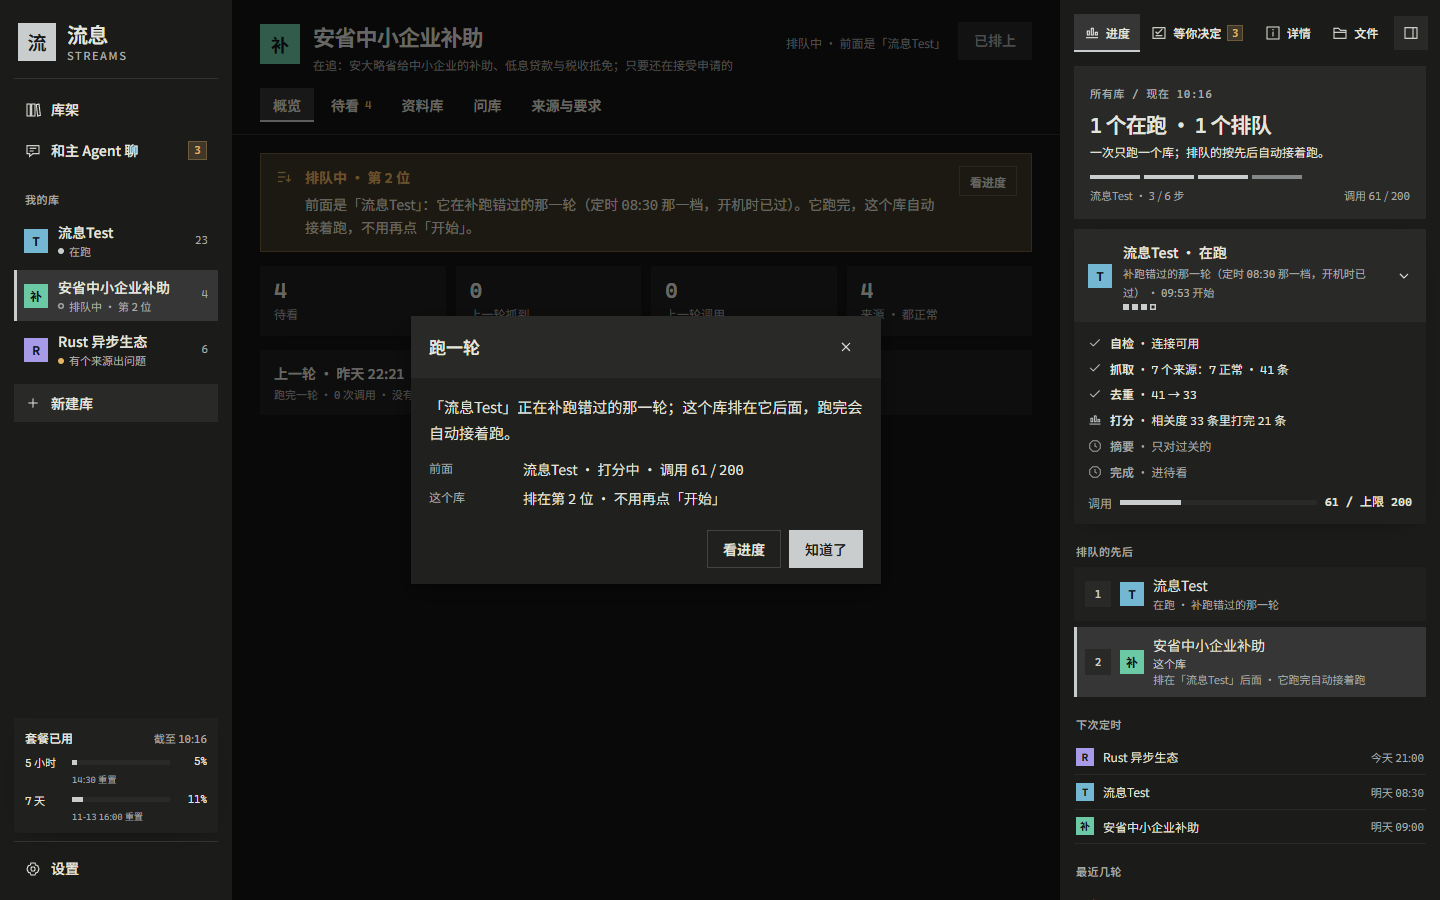 流
流息
STREAMS
库架
和主 Agent 聊
3
我的库
T
流息Test
在跑
23
补
安省中小企业补助
排队中 · 第 2 位
4
R
Rust 异步生态
有个来源出问题
6
新建库
套餐已用
截至 10:16
5 小时
5%
14:30 重置
7 天
11%
11-13 16:00 重置
设置
补
安省中小企业补助
在追：安大略省给中小企业的补助、低息贷款与税收抵免；只要还在接受申请的
排队中 · 前面是「流息Test」
已排上
概览
待看 4
资料库
问库
来源与要求
排队中 · 第 2 位
前面是「流息Test」：它在补跑错过的那一轮（定时 08:30 那一档，开机时已过）。它跑完，这个库自动
接着跑，不用再点「开始」。
看进度
4
待看
0
上一轮抓到
0
上一轮调用
4
来源 · 都正常
上一轮 · 昨天 22:21
跑完一轮 · 0 次调用 · 没有
跑一轮
「流息Test」正在补跑错过的那一轮；这个库排在它后面，跑完会
自动接着跑。
前面
流息Test · 打分中 · 调用 61 / 200
这个库
排在第 2 位 · 不用再点「开始」
看进度
知道了
进度
等你决定
3
详情
文件
所有库 / 现在 10:16
1 个在跑 · 1 个排队
一次只跑一个库；排队的按先后自动接着跑。
流息Test · 3 / 6 步
调用 61 / 200
T
流息Test · 在跑
补跑错过的那一轮（定时 08:30 那一档，开机时已
过） · 09:53 开始
自检 · 连接可用
抓取 · 7 个来源：7 正常 · 41 条
去重 · 41 → 33
打分 · 相关度 33 条里打完 21 条
摘要 · 只对过关的
完成 · 进待看
调用
61 / 上限 200
排队的先后
1
T
流息Test
在跑 · 补跑错过的那一轮
2
补
安省中小企业补助
这个库
排在「流息Test」后面 · 它跑完自动接着跑
下次定时
R
Rust 异步生态
今天 21:00
T
流息Test
明天 08:30
补
安省中小企业补助
明天 09:00
最近几轮